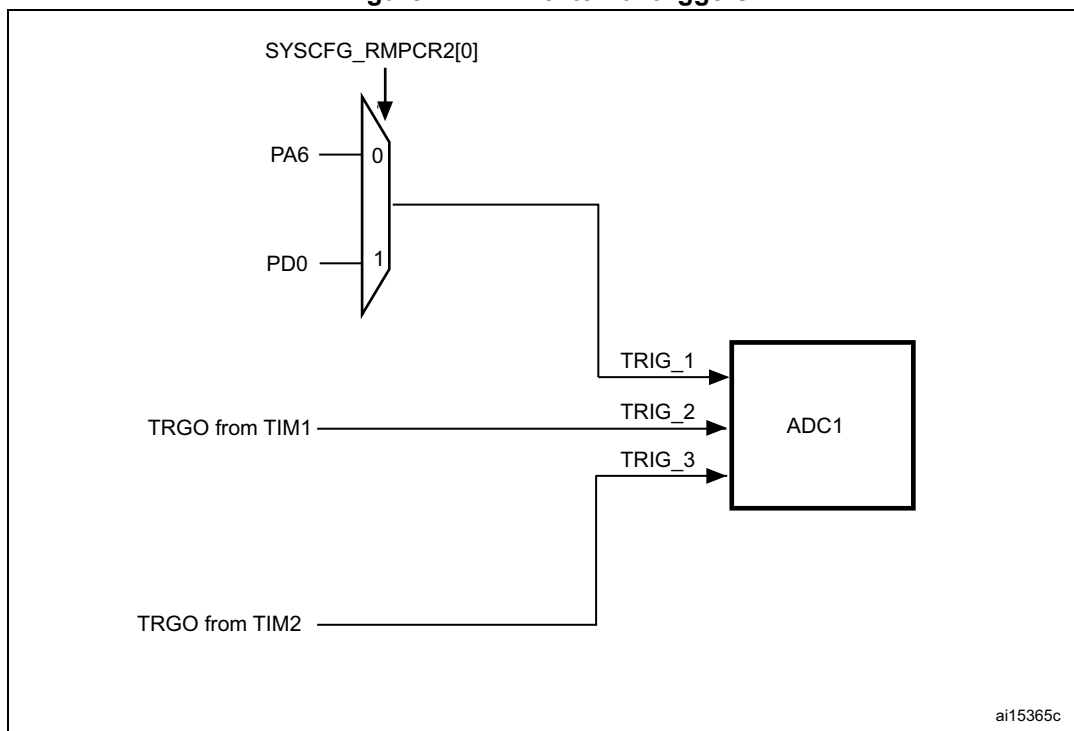 SYSCFG_RMPCR2[0]
PA6
0
PD0
1
TRIG_1
TRGO from TIM1
TRIG_2
ADC1
TRIG_3
TRGO from TIM2
ai15365c